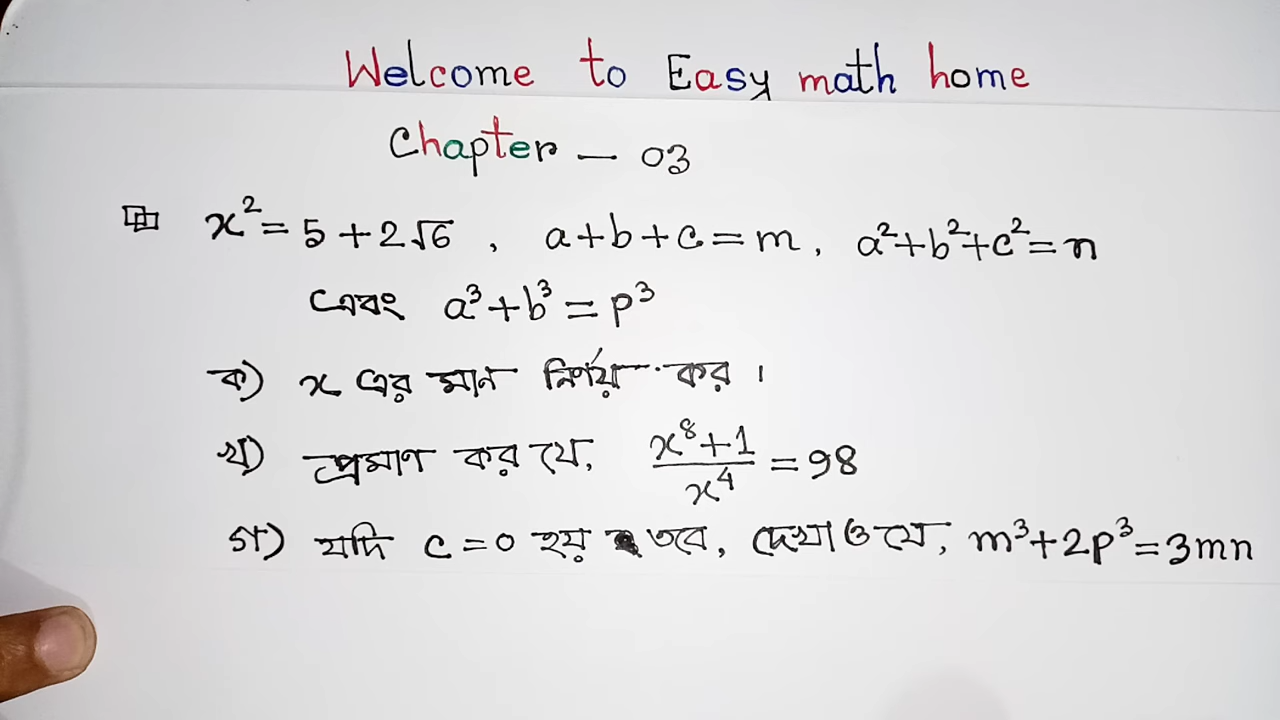 Welcome to Easy math home
Chapter — 03
x² = 5 + 2√6 , a + b + c = m , a² + b² + c² = n
এবং a³ + b³ = p³
ক) x এর মান নির্ণয় কর ।
খ) প্রমাণ কর যে, (x⁸ + 1)/x⁴ = 98
গ) যদি c = 0 হয় তবে, দেখাও যে, m³ + 2p³ = 3mn